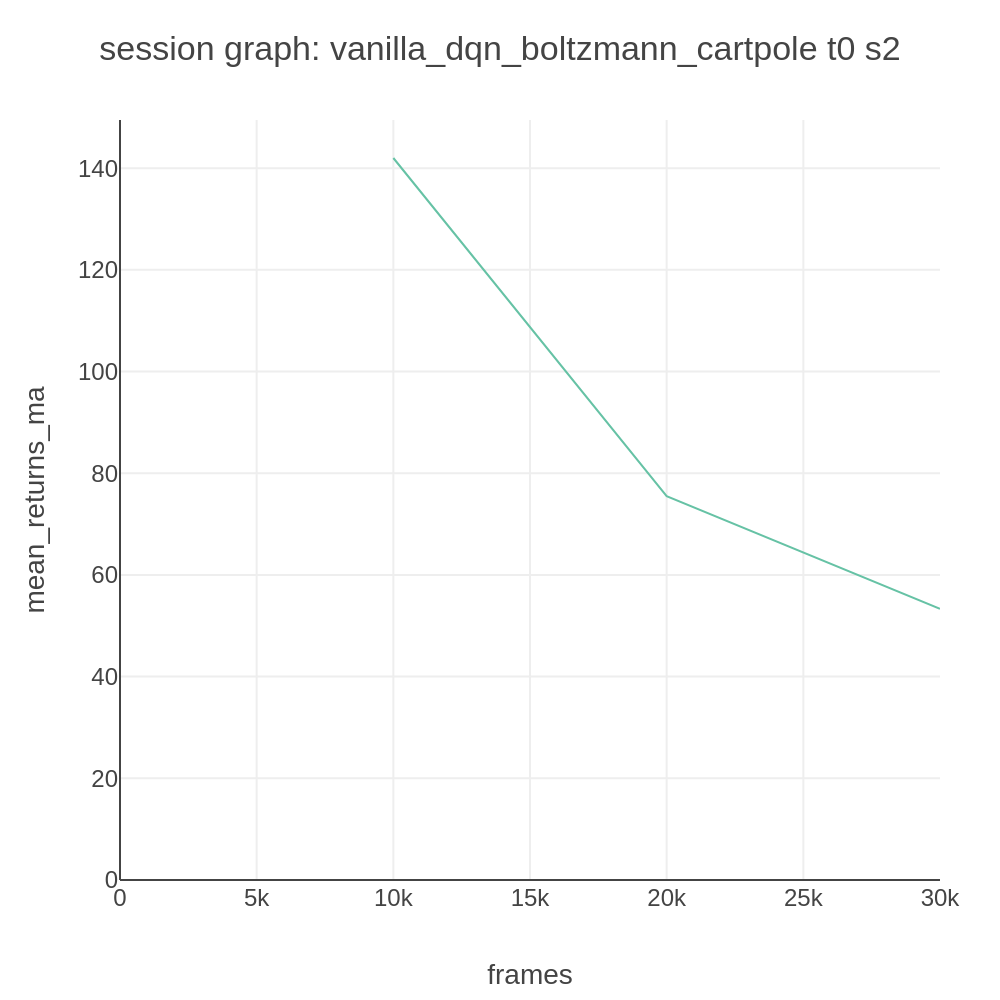 session graph: vanilla_dqn_boltzmann_cartpole t0 s2
mean_returns_ma
140
120
100
80
60
40
20
0
0 5k 10k 15k 20k 25k 30k
frames